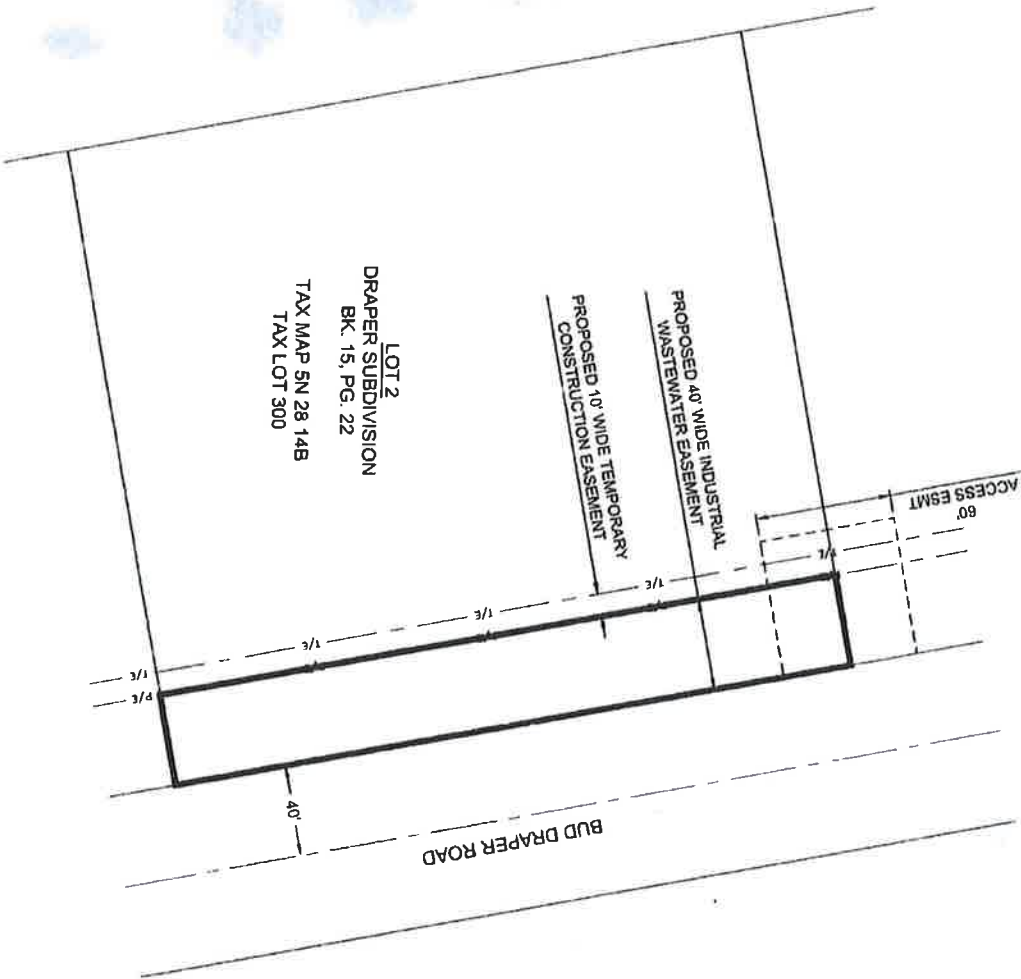 LOT 2
DRAPER SUBDIVISION
BK. 15, PG. 22
TAX MAP 5N 28 14B
TAX LOT 300
PROPOSED 10' WIDE TEMPORARY
CONSTRUCTION EASEMENT
PROPOSED 40' WIDE INDUSTRIAL
WASTEWATER EASEMENT
60'
ACCESS ESMT
T/E
T/E
T/E
T/E
T/E
P/E
40'
BUD DRAPER ROAD